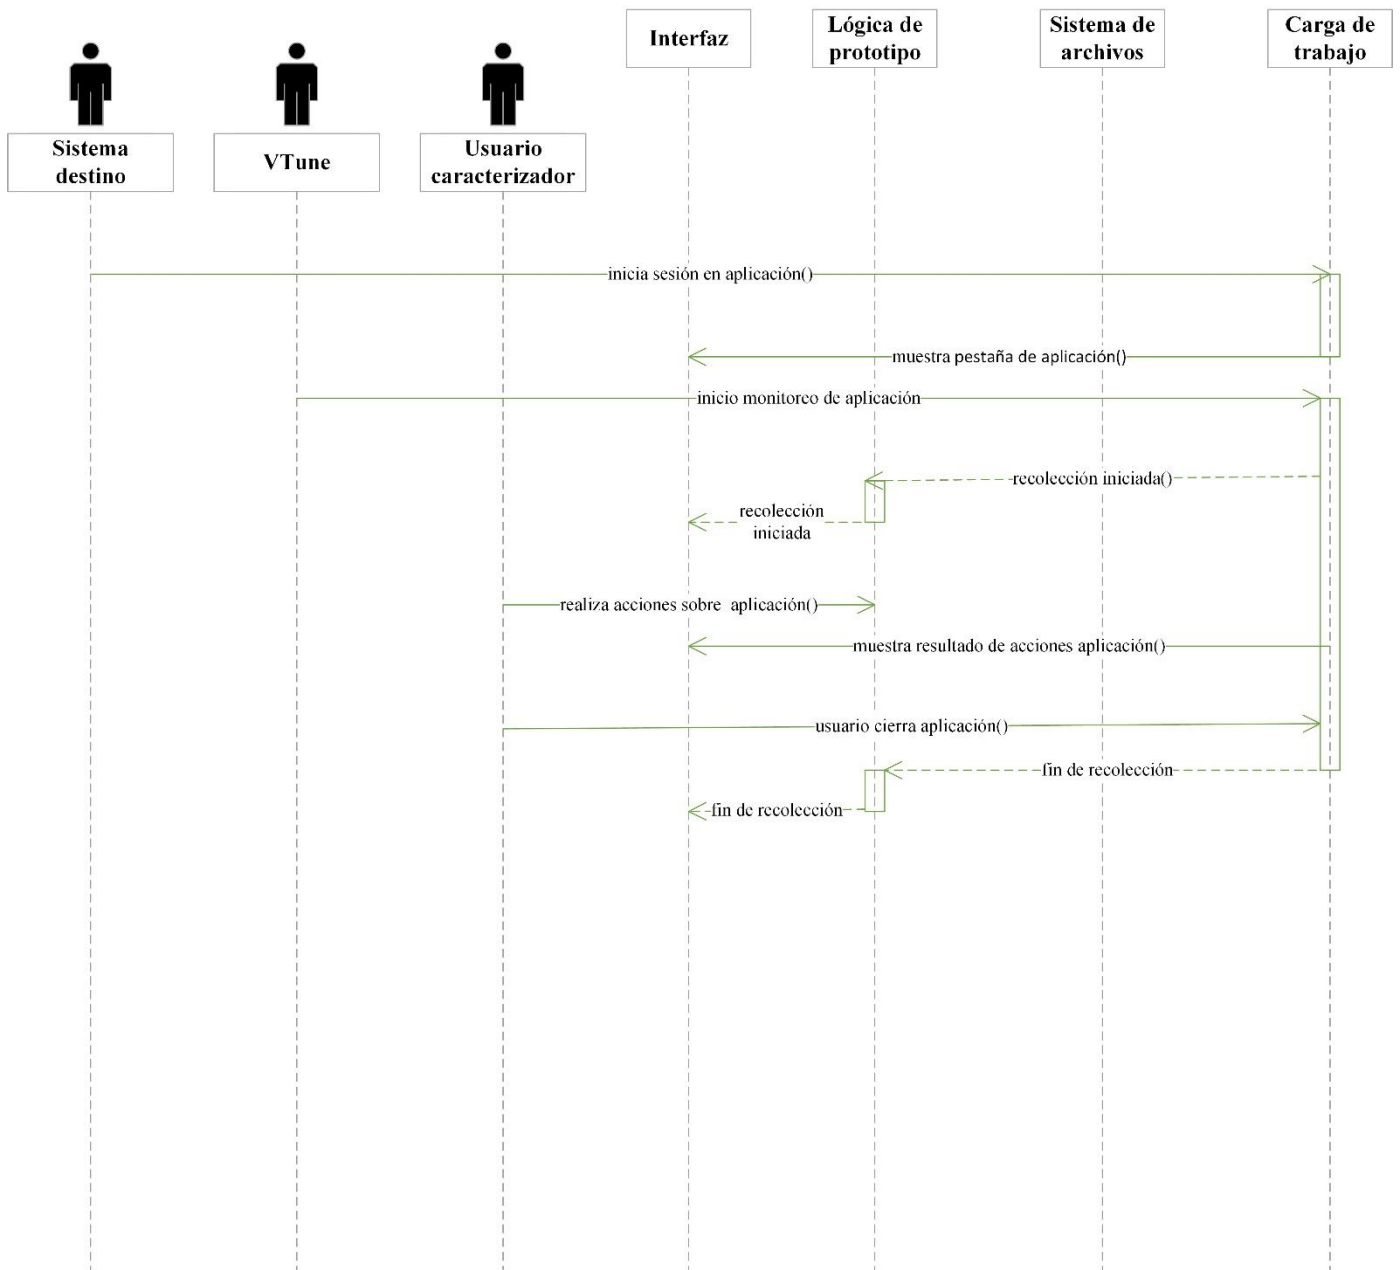 Interfaz
Lógica de
prototipo
Sistema de
archivos
Carga de
trabajo
Sistema
destino
VTune
Usuario
caracterizador
inicia sesión en aplicación()
muestra pestaña de aplicación()
inicio monitoreo de aplicación
recolección iniciada()
recolección
iniciada
realiza acciones sobre aplicación()
muestra resultado de acciones aplicación()
usuario cierra aplicación()
fin de recolección
fin de recolección